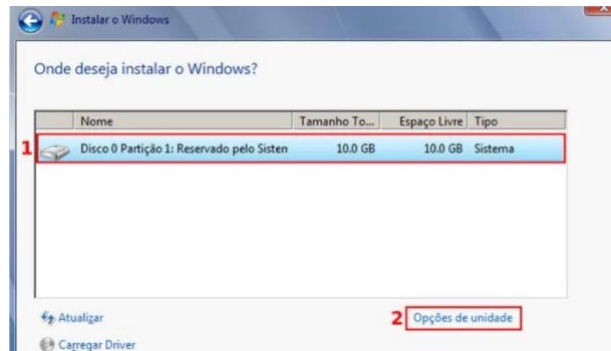 Instalar o Windows
Onde deseja instalar o Windows?
Nome Tamanho To... Espaço Livre Tipo
1 Disco 0 Partição 1: Reservado pelo Sisten 10.0 GB 10.0 GB Sistema
Atualizar 2 Opções de unidade
Carregar Driver